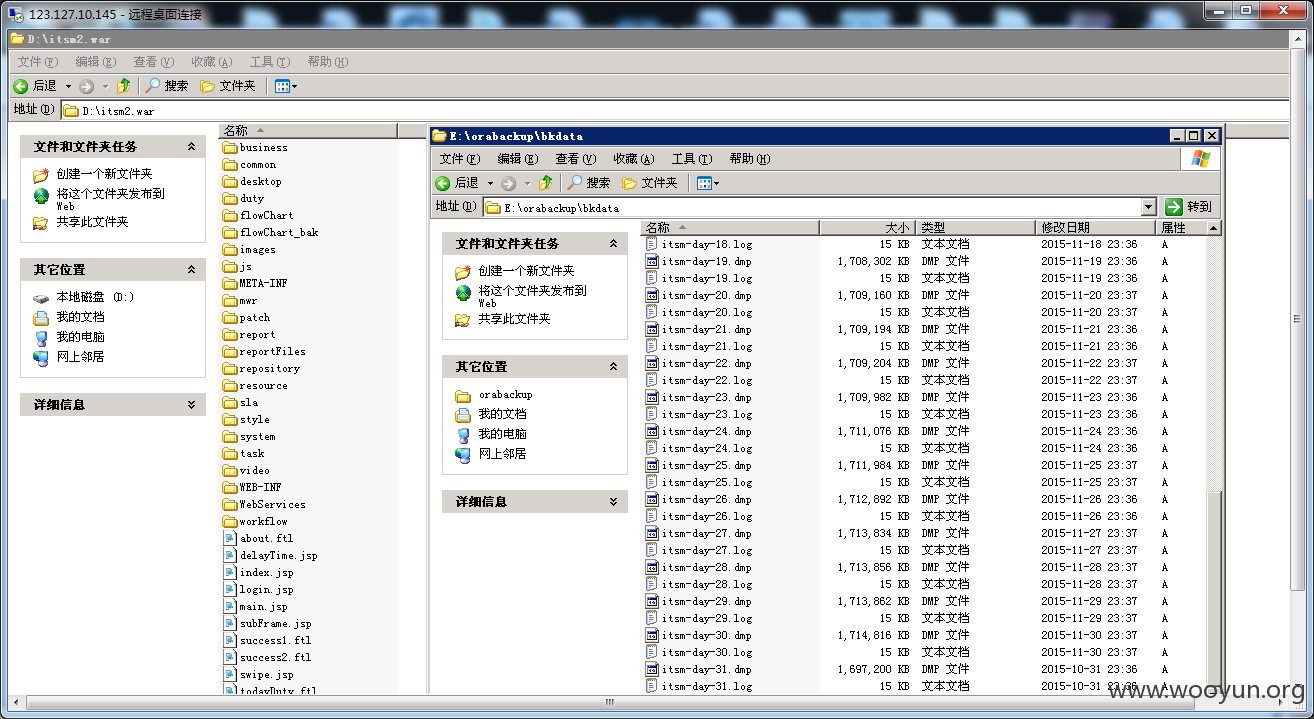 123.127.10.145 - 远程桌面连接
D:\itsm2.war
文件(F) 编辑(E) 查看(V) 收藏(A) 工具(T) 帮助(H)
后退 搜索 文件夹
地址(D) D:\itsm2.war
文件和文件夹任务
创建一个新文件夹
将这个文件夹发布到
Web
共享此文件夹
其它位置
本地磁盘 (D:)
我的文档
我的电脑
网上邻居
详细信息
名称
business
common
desktop
duty
flowChart
flowChart_bak
images
js
META-INF
mwr
patch
report
reportFiles
repository
resource
sla
style
system
task
video
WEB-INF
WebServices
workflow
about.ftl
delayTime.jsp
index.jsp
login.jsp
main.jsp
subFrame.jsp
success1.ftl
success2.ftl
swipe.jsp
todayDuty.ftl
E:\orabackup\bkdata
文件(F) 编辑(E) 查看(V) 收藏(A) 工具(T) 帮助(H)
后退 搜索 文件夹
地址(D) E:\orabackup\bkdata 转到
文件和文件夹任务
创建一个新文件夹
将这个文件夹发布到
Web
共享此文件夹
其它位置
orabackup
我的文档
我的电脑
网上邻居
详细信息
名称 大小 类型 修改日期 属性
itsm-day-18.log 15 KB 文本文档 2015-11-18 23:36 A
itsm-day-19.dmp 1,708,302 KB DMP 文件 2015-11-19 23:36 A
itsm-day-19.log 15 KB 文本文档 2015-11-19 23:36 A
itsm-day-20.dmp 1,709,160 KB DMP 文件 2015-11-20 23:37 A
itsm-day-20.log 15 KB 文本文档 2015-11-20 23:37 A
itsm-day-21.dmp 1,709,194 KB DMP 文件 2015-11-21 23:36 A
itsm-day-21.log 15 KB 文本文档 2015-11-21 23:36 A
itsm-day-22.dmp 1,709,204 KB DMP 文件 2015-11-22 23:37 A
itsm-day-22.log 15 KB 文本文档 2015-11-22 23:37 A
itsm-day-23.dmp 1,709,982 KB DMP 文件 2015-11-23 23:36 A
itsm-day-23.log 15 KB 文本文档 2015-11-23 23:36 A
itsm-day-24.dmp 1,711,076 KB DMP 文件 2015-11-24 23:36 A
itsm-day-24.log 15 KB 文本文档 2015-11-24 23:36 A
itsm-day-25.dmp 1,711,984 KB DMP 文件 2015-11-25 23:37 A
itsm-day-25.log 15 KB 文本文档 2015-11-25 23:37 A
itsm-day-26.dmp 1,712,892 KB DMP 文件 2015-11-26 23:36 A
itsm-day-26.log 15 KB 文本文档 2015-11-26 23:36 A
itsm-day-27.dmp 1,713,834 KB DMP 文件 2015-11-27 23:37 A
itsm-day-27.log 15 KB 文本文档 2015-11-27 23:37 A
itsm-day-28.dmp 1,713,856 KB DMP 文件 2015-11-28 23:37 A
itsm-day-28.log 15 KB 文本文档 2015-11-28 23:37 A
itsm-day-29.dmp 1,713,862 KB DMP 文件 2015-11-29 23:37 A
itsm-day-29.log 15 KB 文本文档 2015-11-29 23:37 A
itsm-day-30.dmp 1,714,816 KB DMP 文件 2015-11-30 23:37 A
itsm-day-30.log 15 KB 文本文档 2015-11-30 23:37 A
itsm-day-31.dmp 1,697,200 KB DMP 文件 2015-10-31 23:36 A
itsm-day-31.log 15 KB 文本文档 2015-10-31 23:36 A
www.wooyun.org